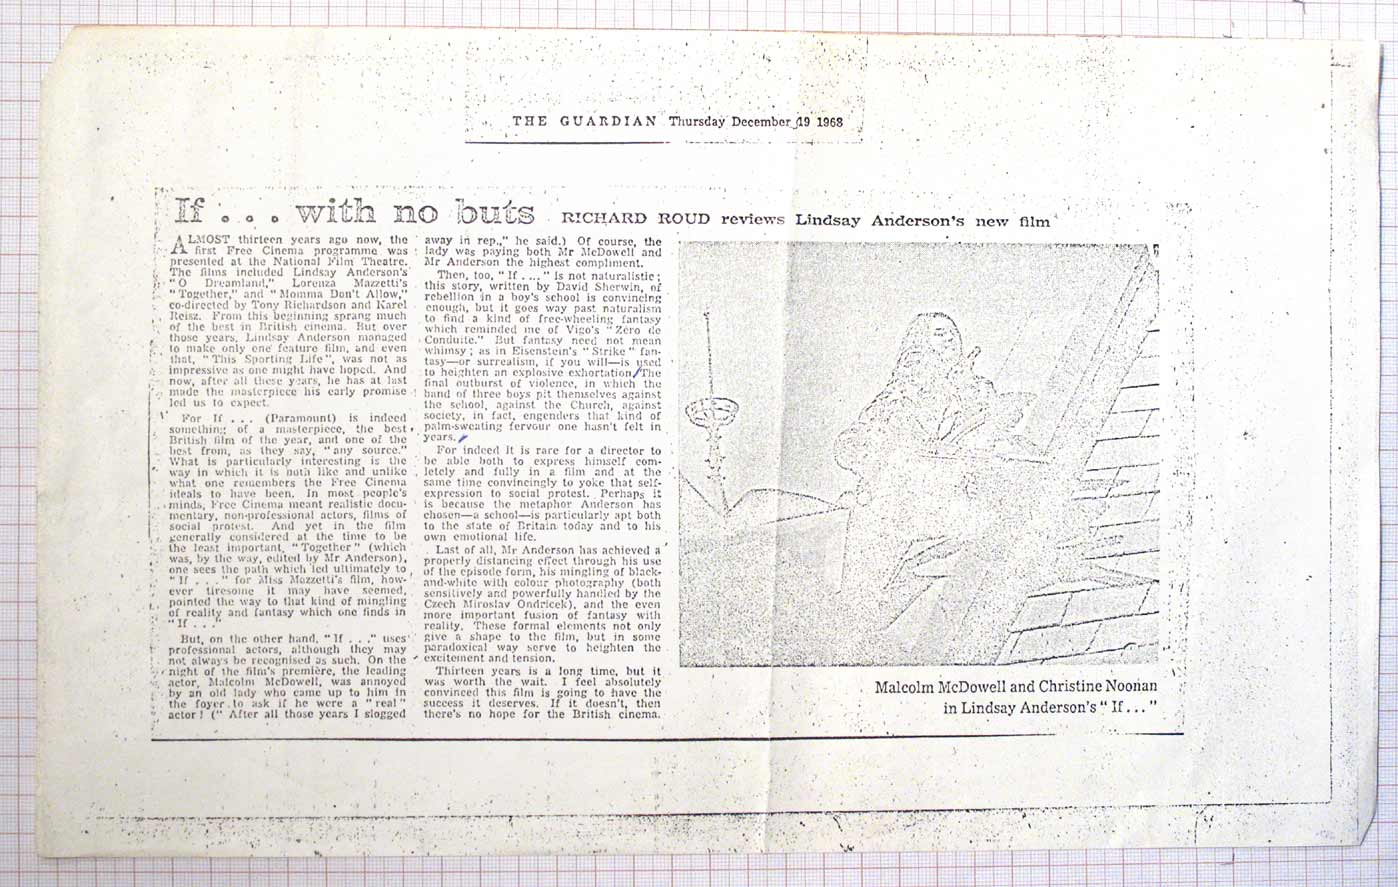 THE GUARDIAN Thursday December 19 1968
If . . . with no buts RICHARD ROUD reviews Lindsay Anderson's new film
ALMOST thirteen years ago now, the
first Free Cinema programme was
presented at the National Film Theatre.
The films included Lindsay Anderson's
"O Dreamland," Lorenza Mazzetti's
"Together," and "Momma Don't Allow,"
co-directed by Tony Richardson and Karel
Reisz. From this beginning sprang much
of the best in British cinema. But over
those years, Lindsay Anderson managed
to make only one feature film, and even
that, "This Sporting Life", was not as
impressive as one might have hoped. And
now, after all these years, he has at last
made the masterpiece his early promise
led us to expect.
For If . . . (Paramount) is indeed
something of a masterpiece, the best
British film of the year, and one of the
best from, as they say, "any source."
What is particularly interesting is the
way in which it is both like and unlike
what one remembers the Free Cinema
ideals to have been. In most people's
minds, Free Cinema meant realistic docu-
mentary, non-professional actors, films of
social protest. And yet in the film
generally considered at the time to be
the least important, "Together" (which
was, by the way, edited by Mr Anderson),
one sees the path which led ultimately to
"If . . ." for Miss Mazzetti's film, how-
ever tiresome it may have seemed,
pointed the way to that kind of mingling
of reality and fantasy which one finds in
"If . . ."
But, on the other hand, "If . . ." uses
professional actors, although they may
not always be recognised as such. On the
night of the film's première, the leading
actor, Malcolm McDowell, was annoyed
by an old lady who came up to him in
the foyer to ask if he were a "real"
actor! ("After all those years I slogged
away in rep.," he said.) Of course, the
lady was paying both Mr McDowell and
Mr Anderson the highest compliment.
Then, too, "If . . . ." is not naturalistic;
this story, written by David Sherwin, of
rebellion in a boy's school is convincing
enough, but it goes way past naturalism
to find a kind of free-wheeling fantasy
which reminded me of Vigo's "Zero de
Conduite." But fantasy need not mean
whimsy; as in Eisenstein's "Strike" fan-
tasy—or surrealism, if you will—is used
to heighten an explosive exhortation. The
final outburst of violence, in which the
band of three boys pit themselves against
the school, against the Church, against
society, in fact, engenders that kind of
palm-sweating fervour one hasn't felt in
years.
For indeed it is rare for a director to
be able both to express himself com-
letely and fully in a film and at the
same time convincingly to yoke that self-
expression to social protest. Perhaps it
is because the metaphor Anderson has
chosen—a school—is particularly apt both
to the state of Britain today and to his
own emotional life.
Last of all, Mr Anderson has achieved a
properly distancing effect through his use
of the episode form, his mingling of black-
and-white with colour photography (both
sensitively and powerfully handled by the
Czech Miroslav Ondricek), and the even
more important fusion of fantasy with
reality. These formal elements not only
give a shape to the film, but in some
paradoxical way serve to heighten the
excitement and tension.
Thirteen years is a long time, but it
was worth the wait. I feel absolutely
convinced this film is going to have the
success it deserves. If it doesn't, then
there's no hope for the British cinema.
Malcolm McDowell and Christine Noonan
in Lindsay Anderson's "If . . . "